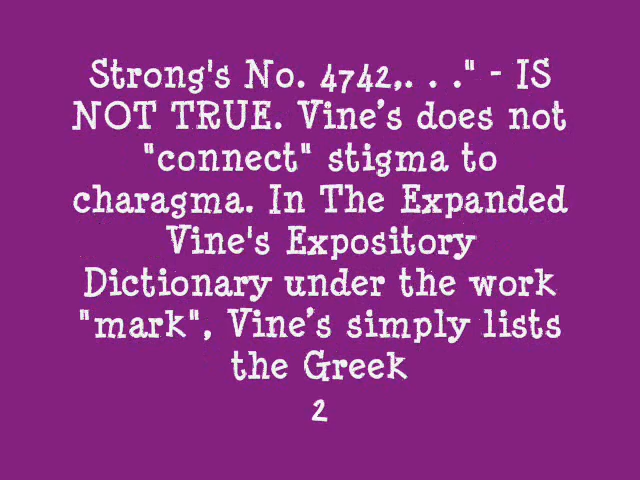 Strong's No. 4742,. . ." - IS
NOT TRUE. Vine's does not
"connect" stigma to
charagma. In The Expanded
Vine's Expository
Dictionary under the work
"mark", Vine's simply lists
the Greek
2